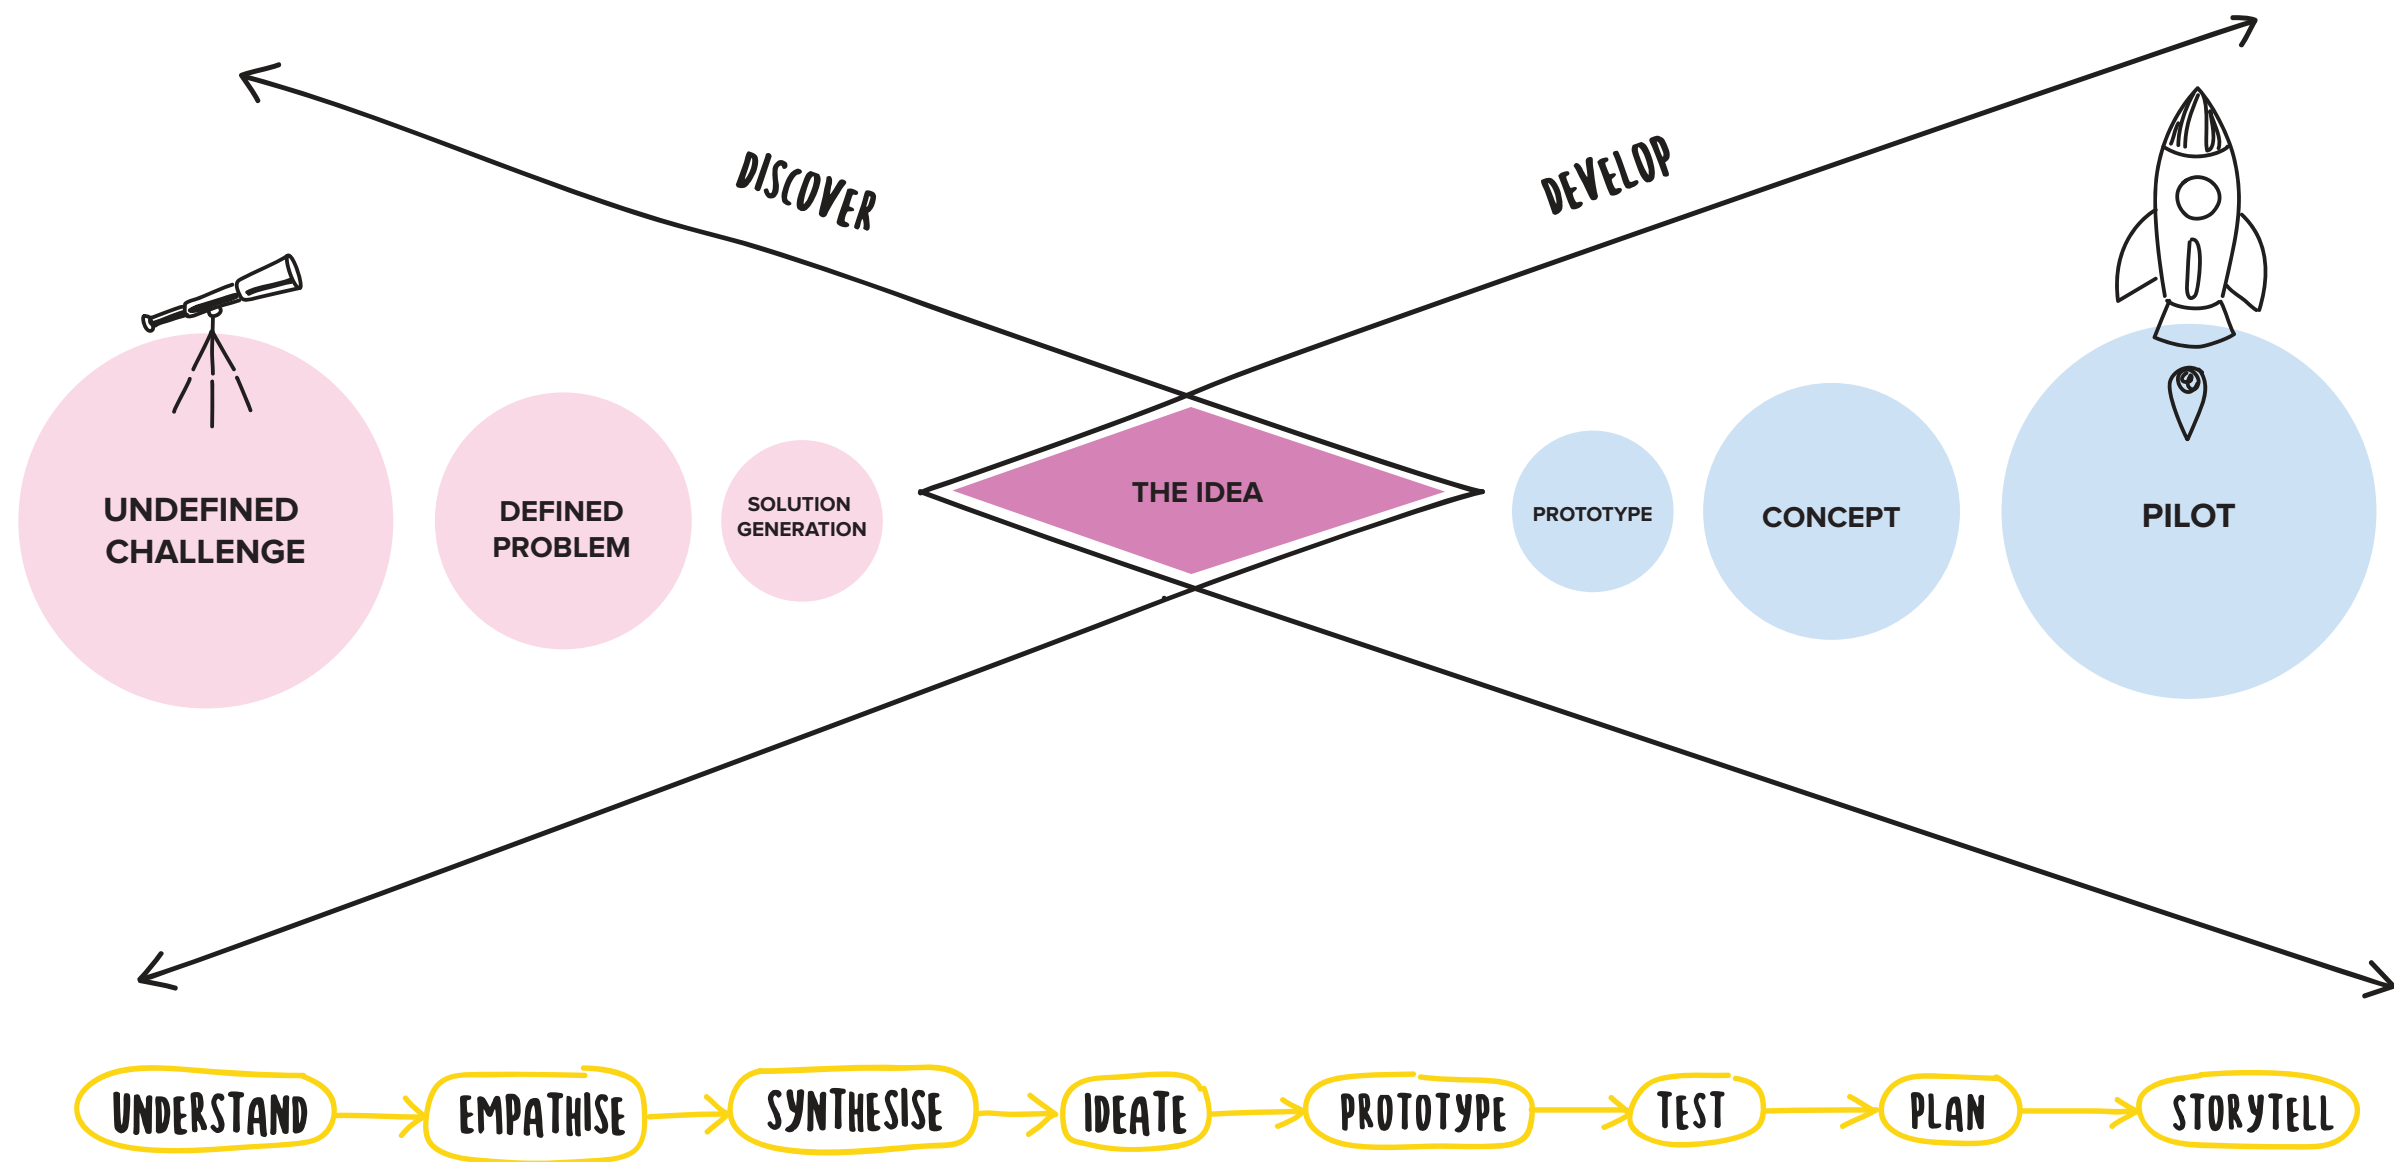 DISCOVER
DEVELOP
UNDEFINED
CHALLENGE
DEFINED
PROBLEM
SOLUTION
GENERATION
THE IDEA
PROTOTYPE
CONCEPT
PILOT
UNDERSTAND
EMPATHISE
SYNTHESISE
IDEATE
PROTOTYPE
TEST
PLAN
STORYTELL